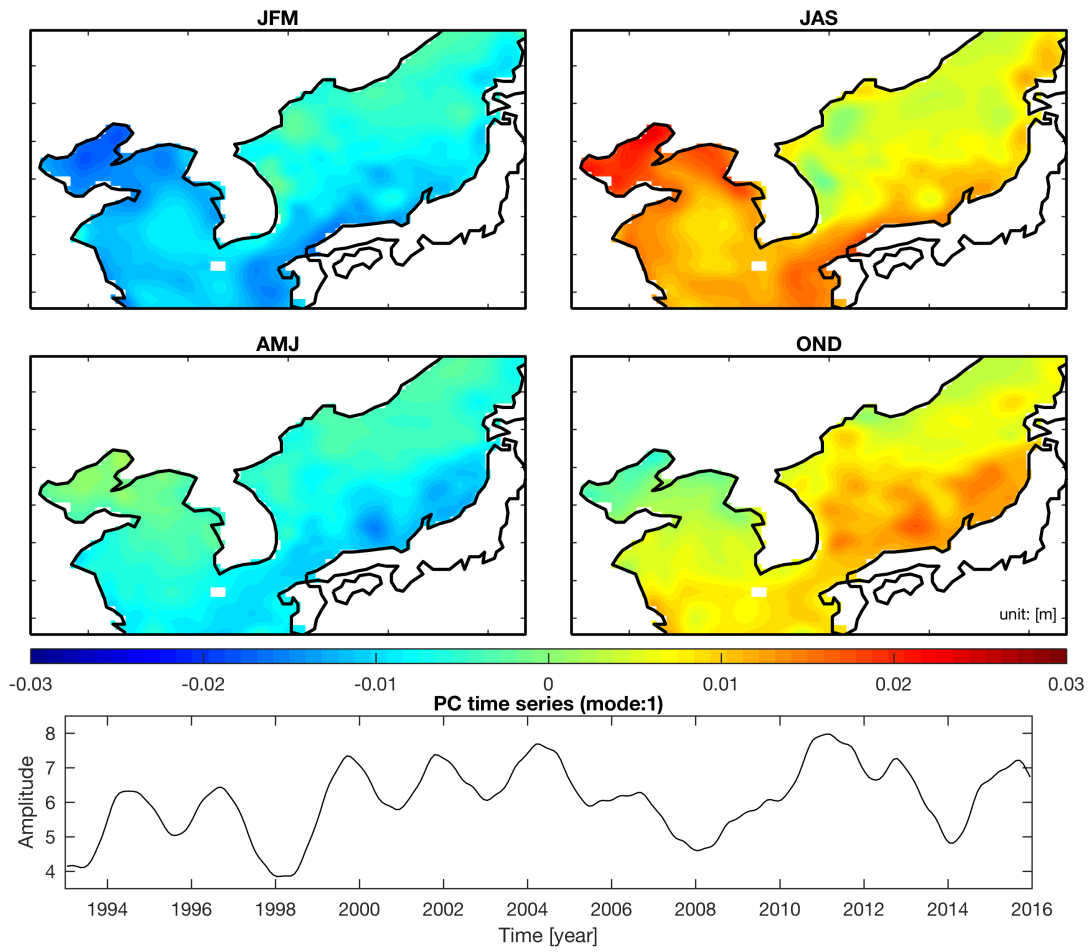 JFM
JAS
AMJ
OND
unit: [m]
-0.03 -0.02 -0.01 0 0.01 0.02 0.03
PC time series (mode:1)
8
7
6
5
4
Amplitude
1994 1996 1998 2000 2002 2004 2006 2008 2010 2012 2014 2016
Time [year]